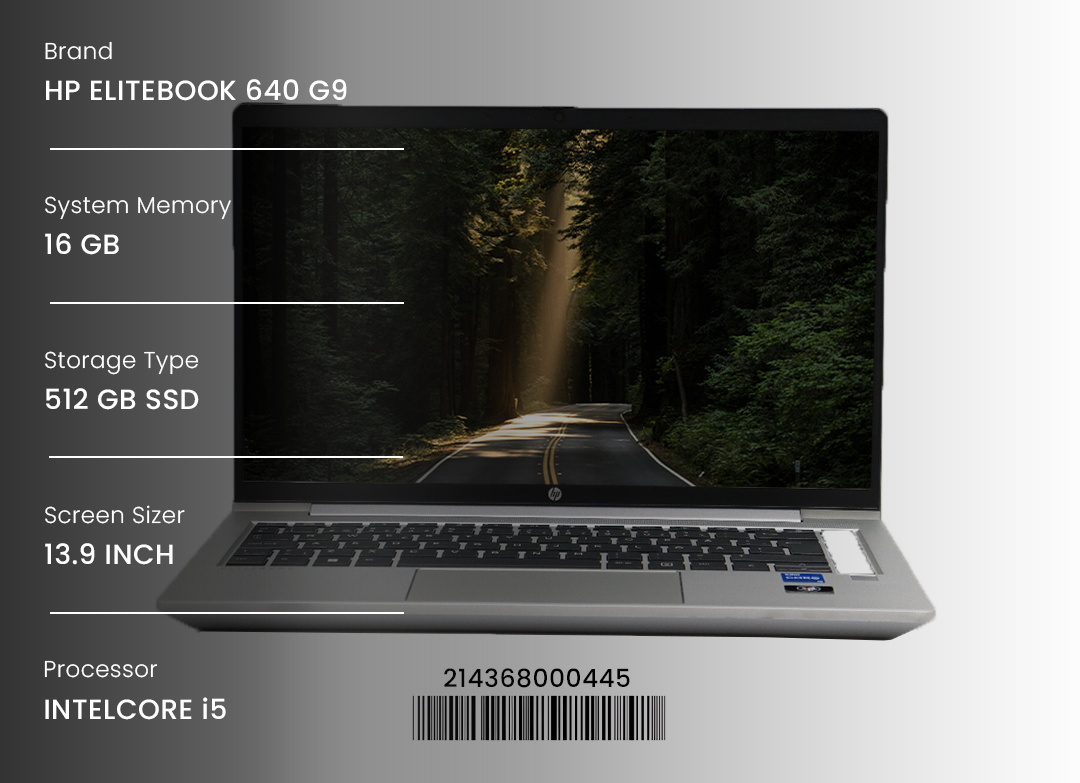 Brand
HP ELITEBOOK 640 G9
System Memory
16 GB
Storage Type
512 GB SSD
Screen Sizer
13.9 INCH
Processor
INTELCORE i5
hp
214368000445